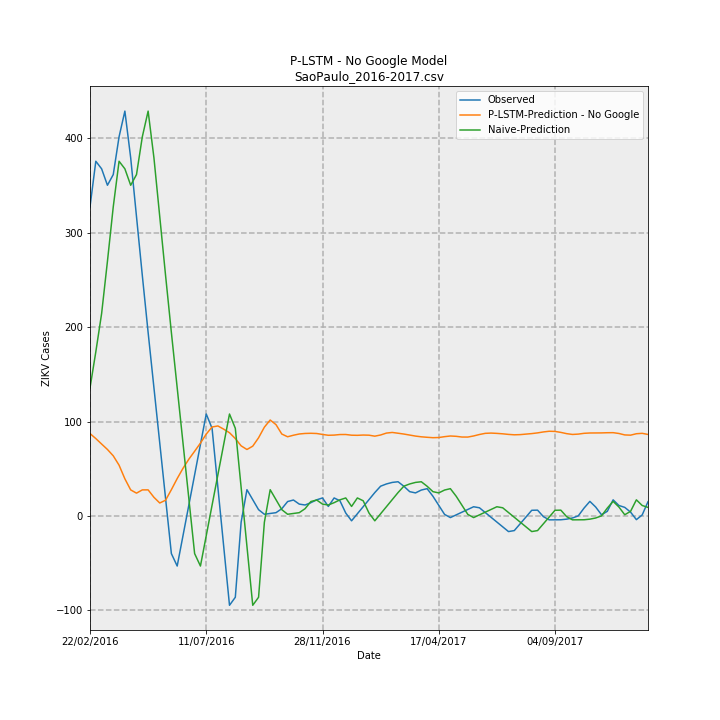 P-LSTM - No Google Model
SaoPaulo_2016-2017.csv
Observed
P-LSTM-Prediction - No Google
Naive-Prediction
ZIKV Cases
400
300
200
100
0
−100
22/02/2016
11/07/2016
28/11/2016
17/04/2017
04/09/2017
Date